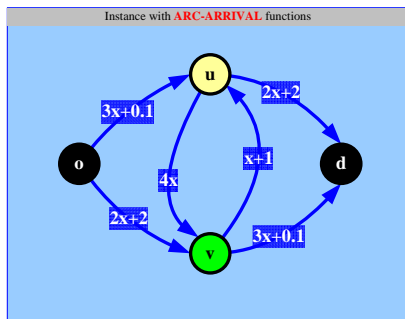 Instance with ARC-ARRIVAL functions
u
3x+0.1
2x+2
o
4x
x+1
d
2x+2
3x+0.1
v